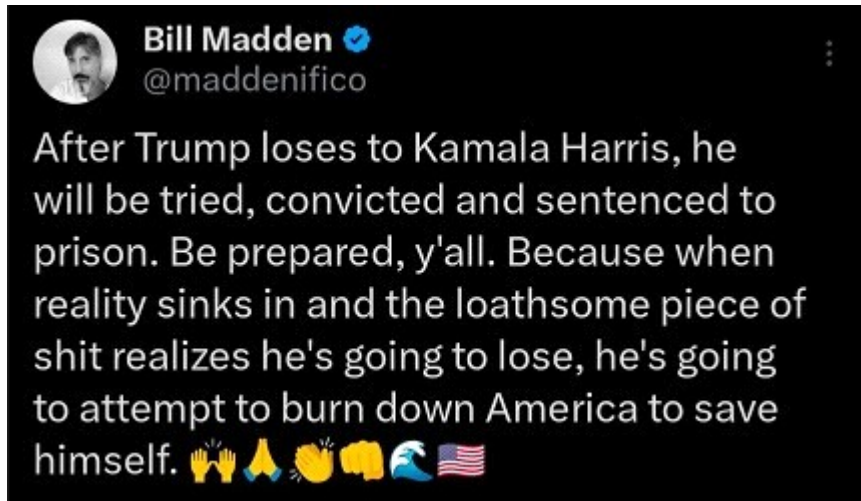 Bill Madden
@maddenifico
After Trump loses to Kamala Harris, he
will be tried, convicted and sentenced to
prison. Be prepared, y'all. Because when
reality sinks in and the loathsome piece of
shit realizes he's going to lose, he's going
to attempt to burn down America to save
himself. 🙌🙏👏👊🌊🇺🇸